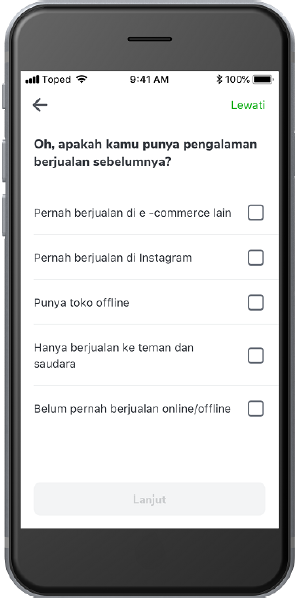 Toped 9:41 AM 100%
Lewati
Oh, apakah kamu punya pengalaman
berjualan sebelumnya?
Pernah berjualan di e -commerce lain
Pernah berjualan di Instagram
Punya toko offline
Hanya berjualan ke teman dan
saudara
Belum pernah berjualan online/offline
Lanjut